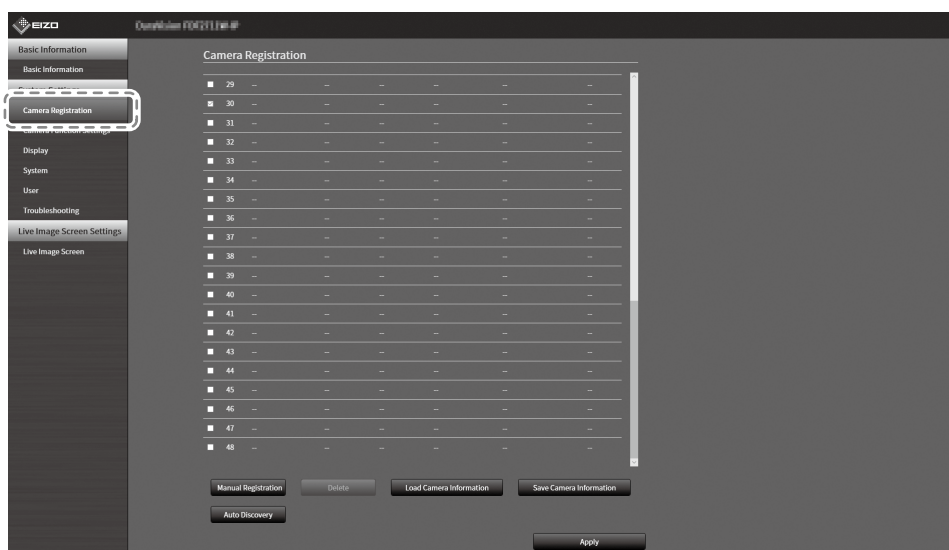 EIZO
Basic Information
Basic Information
Camera Registration
Display
System
User
Troubleshooting
Live Image Screen Settings
Live Image Screen
Camera Registration
29 -- -- -- -- -- --
30 -- -- -- -- -- --
31 -- -- -- -- -- --
32 -- -- -- -- -- --
33 -- -- -- -- -- --
34 -- -- -- -- -- --
35 -- -- -- -- -- --
36 -- -- -- -- -- --
37 -- -- -- -- -- --
38 -- -- -- -- -- --
39 -- -- -- -- -- --
40 -- -- -- -- -- --
41 -- -- -- -- -- --
42 -- -- -- -- -- --
43 -- -- -- -- -- --
44 -- -- -- -- -- --
45 -- -- -- -- -- --
46 -- -- -- -- -- --
47 -- -- -- -- -- --
48 -- -- -- -- -- --
Manual Registration Delete Load Camera Information Save Camera Information
Auto Discovery
Apply